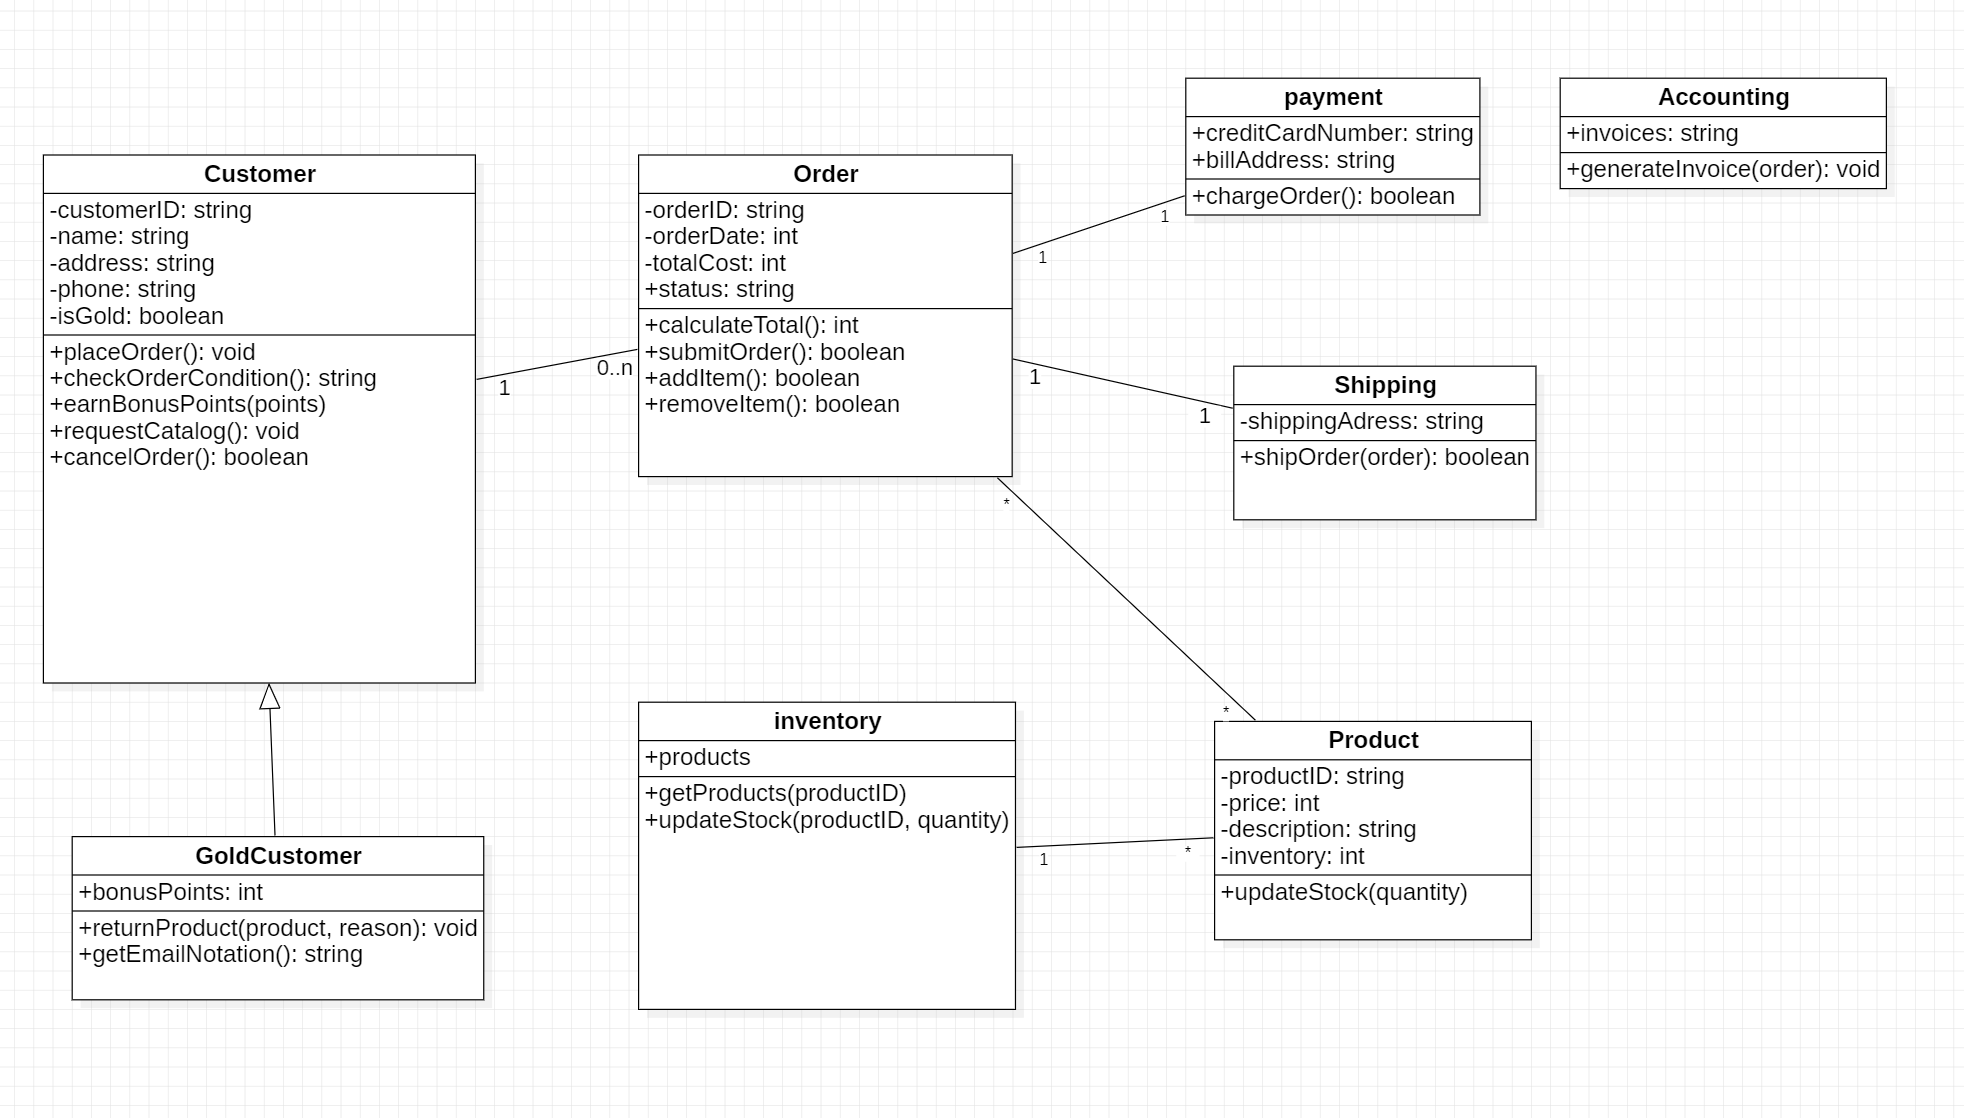 Customer
-customerID: string
-name: string
-address: string
-phone: string
-isGold: boolean
+placeOrder(): void
+checkOrderCondition(): string
+earnBonusPoints(points)
+requestCatalog(): void
+cancelOrder(): boolean
1
0..n
Order
-orderID: string
-orderDate: int
-totalCost: int
+status: string
+calculateTotal(): int
+submitOrder(): boolean
+addItem(): boolean
+removeItem(): boolean
1
1
payment
+creditCardNumber: string
+billAddress: string
+chargeOrder(): boolean
Accounting
+invoices: string
+generateInvoice(order): void
1
1
Shipping
-shippingAdress: string
+shipOrder(order): boolean
*
*
GoldCustomer
+bonusPoints: int
+returnProduct(product, reason): void
+getEmailNotation(): string
inventory
+products
+getProducts(productID)
+updateStock(productID, quantity)
1
*
Product
-productID: string
-price: int
-description: string
-inventory: int
+updateStock(quantity)